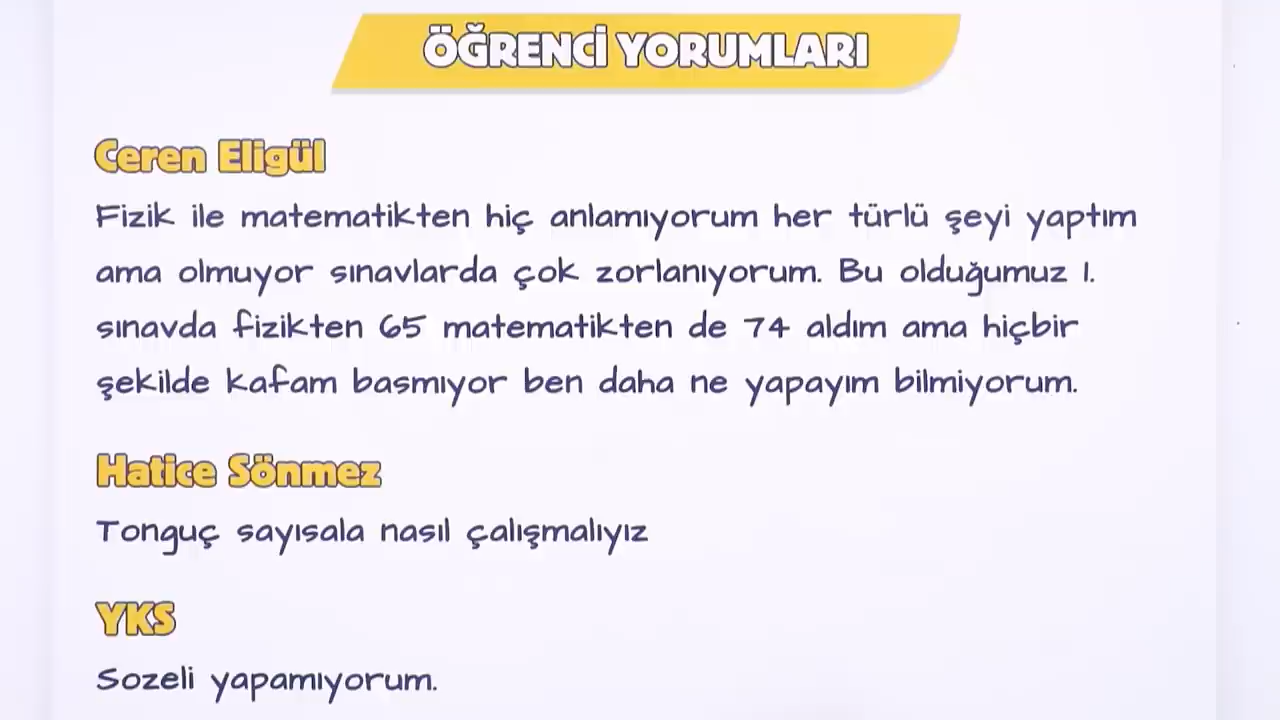 ÖĞRENCİ YORUMLARI
Ceren Eligül
Fizik ile matematikten hiç anlamıyorum her türlü şeyi yaptım
ama olmuyor sınavlarda çok zorlanıyorum. Bu olduğumuz 1.
sınavda fizikten 65 matematikten de 74 aldım ama hiçbir
şekilde kafam basmıyor ben daha ne yapayım bilmiyorum.
Hatice Sönmez
Tonguç sayısala nasıl çalışmalıyız
YKS
Sozeli yapamıyorum.